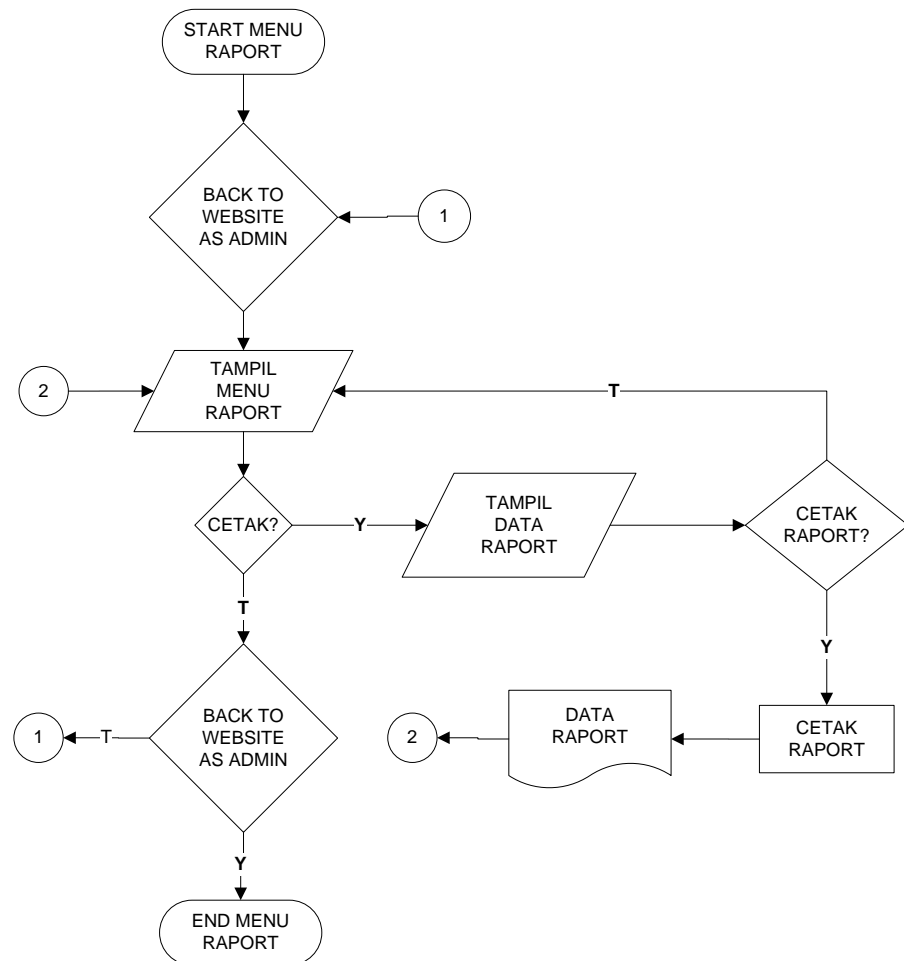 START MENU
RAPORT
BACK TO
WEBSITE
AS ADMIN
1
2
TAMPIL
MENU
RAPORT
T
CETAK?
Y
TAMPIL
DATA
RAPORT
CETAK
RAPORT?
T
Y
BACK TO
WEBSITE
AS ADMIN
T
1
2
DATA
RAPORT
CETAK
RAPORT
Y
END MENU
RAPORT